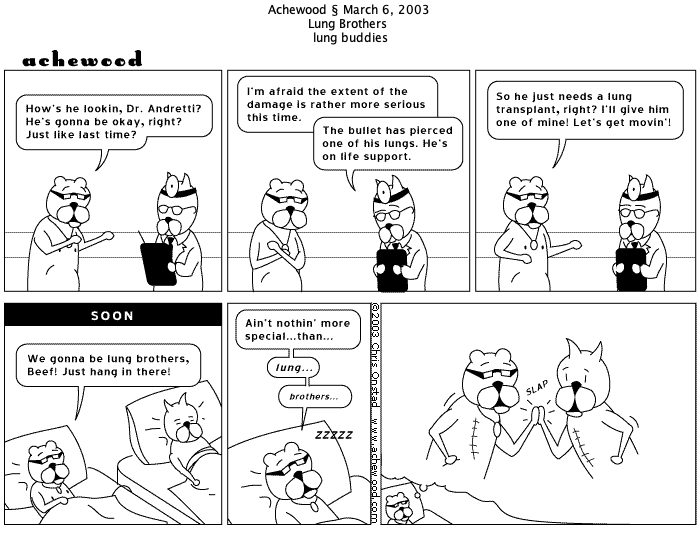 Achewood § March 6, 2003
Lung Brothers
lung buddies
achewood
How's he lookin, Dr. Andretti?
He's gonna be okay, right?
Just like last time?
I'm afraid the extent of the
damage is rather more serious
this time.
The bullet has pierced
one of his lungs. He's
on life support.
So he just needs a lung
transplant, right? I'll give him
one of mine! Let's get movin'!
SOON
We gonna be lung brothers,
Beef! Just hang in there!
Ain't nothin' more
special...than...
lung...
brothers...
ZZZZZ
©2003 Chris Onstad www.achewood.com
SLAP